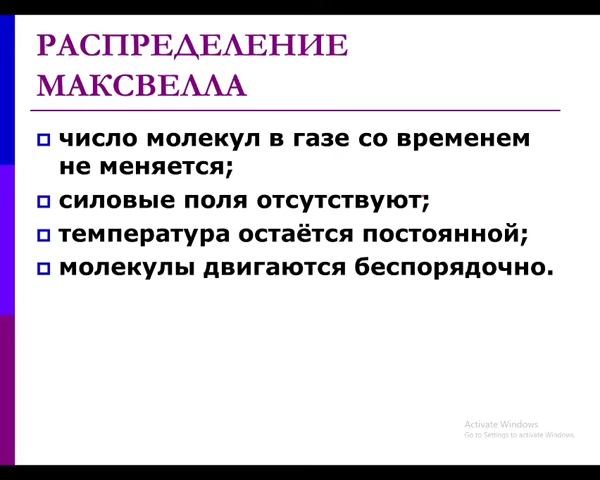 РАСПРЕДЕЛЕНИЕ
МАКСВЕЛЛА
число молекул в газе со временем
не меняется;
силовые поля отсутствуют;
температура остаётся постоянной;
молекулы двигаются беспорядочно.
Activate Windows
Go to Settings to activate Windows.